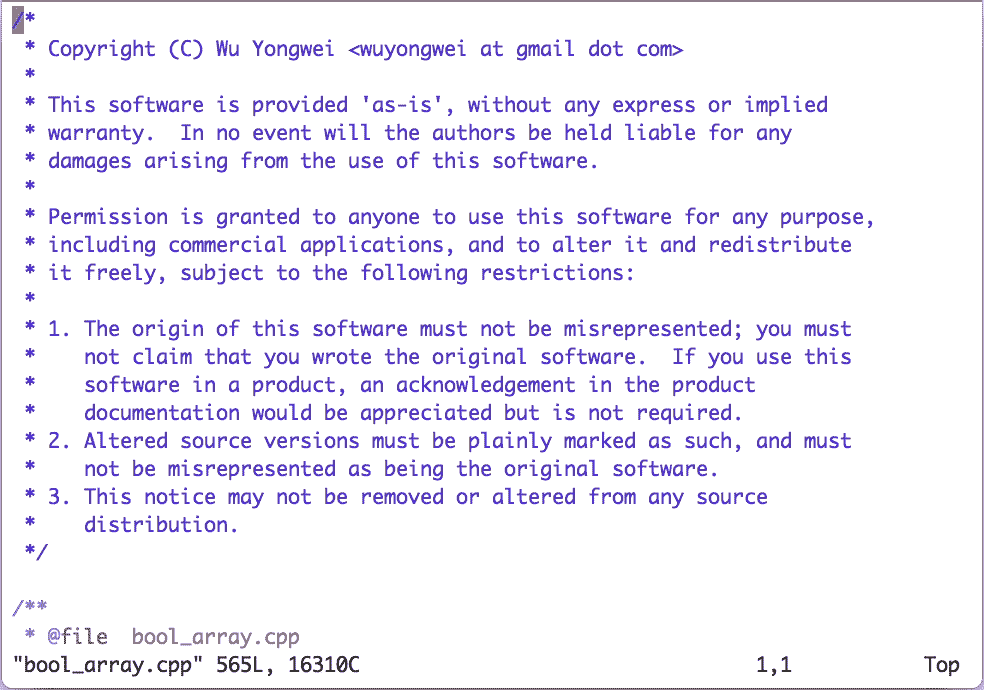 /*
 * Copyright (C) Wu Yongwei <wuyongwei at gmail dot com>
 *
 * This software is provided 'as-is', without any express or implied
 * warranty.  In no event will the authors be held liable for any
 * damages arising from the use of this software.
 *
 * Permission is granted to anyone to use this software for any purpose,
 * including commercial applications, and to alter it and redistribute
 * it freely, subject to the following restrictions:
 *
 * 1. The origin of this software must not be misrepresented; you must
 *    not claim that you wrote the original software.  If you use this
 *    software in a product, an acknowledgement in the product
 *    documentation would be appreciated but is not required.
 * 2. Altered source versions must be plainly marked as such, and must
 *    not be misrepresented as being the original software.
 * 3. This notice may not be removed or altered from any source
 *    distribution.
 */

/**
 * @file  bool_array.cpp
"bool_array.cpp" 565L, 16310C                                 1,1           Top